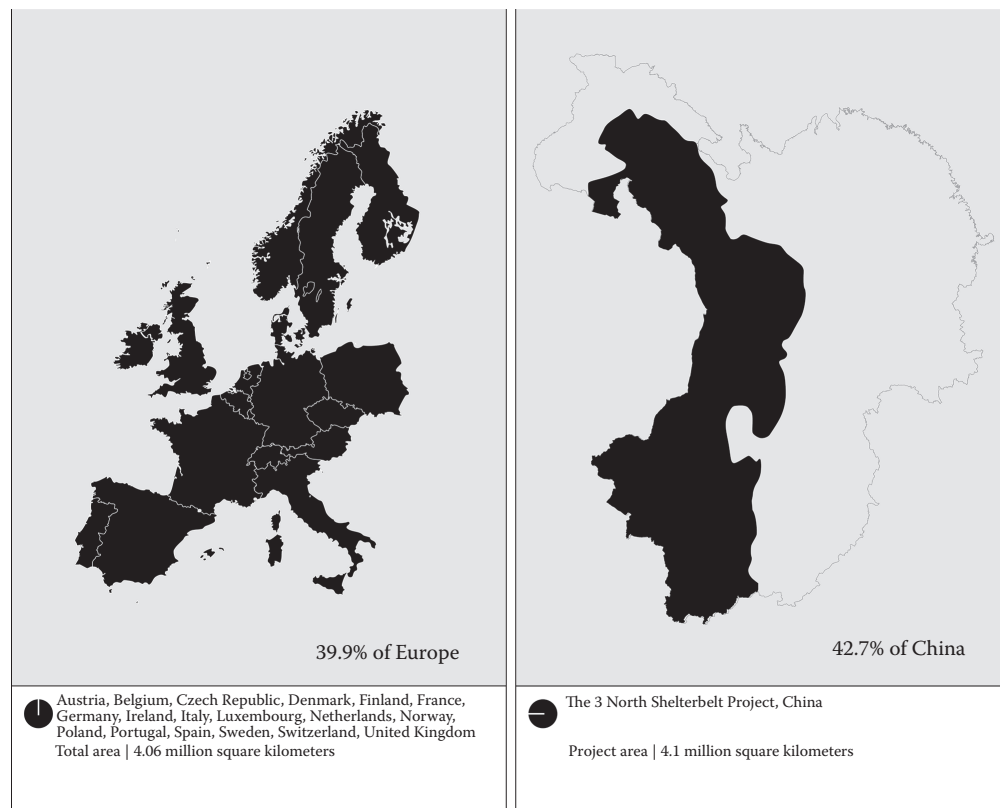 39.9% of Europe
Austria, Belgium, Czech Republic, Denmark, Finland, France,
Germany, Ireland, Italy, Luxembourg, Netherlands, Norway,
Poland, Portugal, Spain, Sweden, Switzerland, United Kingdom
Total area | 4.06 million square kilometers
42.7% of China
The 3 North Shelterbelt Project, China
Project area | 4.1 million square kilometers